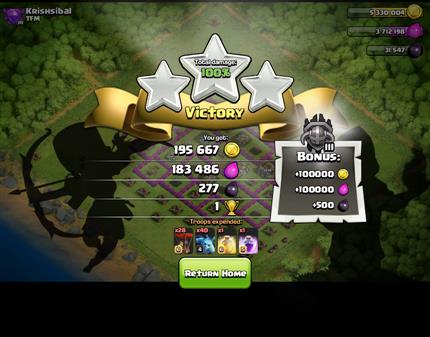 Krishsibal
TFM
5 330 004
3 712 198
31 547
Total damage:
100%
Victory
You got:
195 667
183 486
277
1
III
Bonus:
+100000
+100000
+500
Troops expended:
x28
x40
x1
x1
Return Home